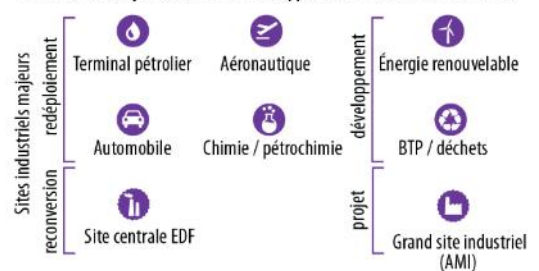 Sites industriels majeurs
redéploiement
Terminal pétrolier
Aéronautique
Automobile
Chimie / pétrochimie
reconversion
Site centrale EDF
développement
Énergie renouvelable
BTP / déchets
projet
Grand site industriel
(AMI)